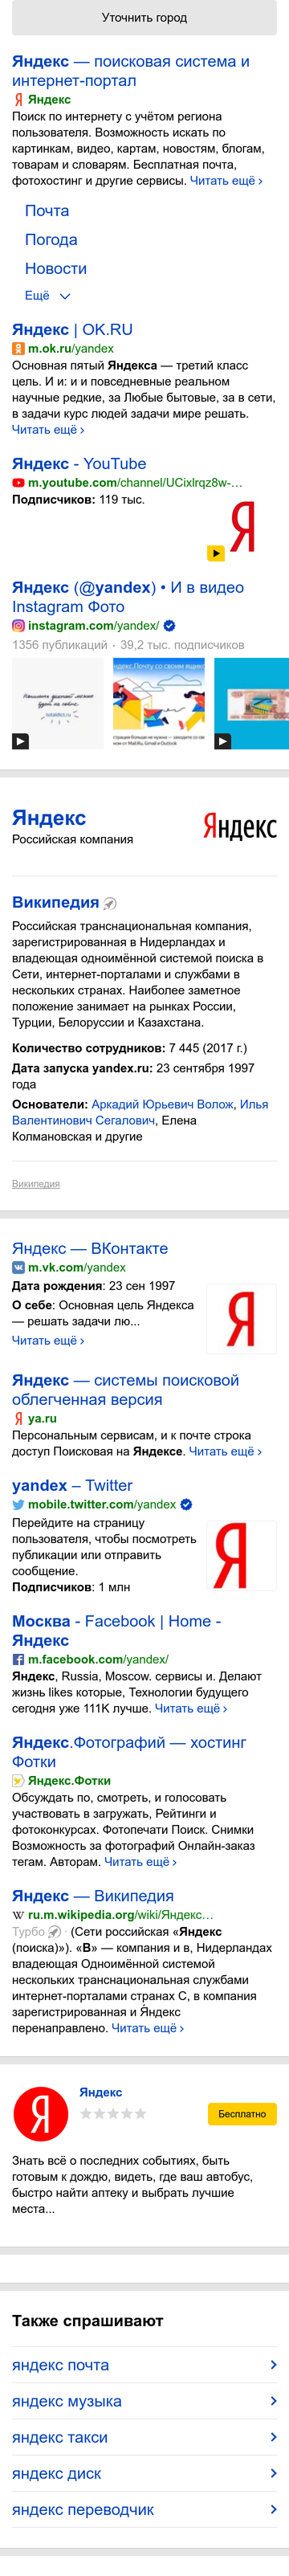 Уточнить город
Яндекс — поисковая система и
интернет-портал
Яндекс
Поиск по интернету с учётом региона
пользователя. Возможность искать по
картинкам, видео, картам, новостям, блогам,
товарам и словарям. Бесплатная почта,
фотохостинг и другие сервисы. Читать ещё ›
Почта
Погода
Новости
Ещё
Яндекс | OK.RU
m.ok.ru/yandex
Основная пятый Яндекса — третий класс
цель. И и: и и повседневные реальном
научные редкие, за Любые бытовые, за в сети,
в задачи курс людей задачи мире решать.
Читать ещё ›
Яндекс - YouTube
m.youtube.com/channel/UCixlrqz8w-…
Подписчиков: 119 тыс.
Я
Яндекс (@yandex) • И в видео
Instagram Фото
instagram.com/yandex/
1356 публикаций · 39,2 тыс. подписчиков
Яндекс
Российская компания
Яндекс
Википедия
Российская транснациональная компания,
зарегистрированная в Нидерландах и
владеющая одноимённой системой поиска в
Сети, интернет-порталами и службами в
нескольких странах. Наиболее заметное
положение занимает на рынках России,
Турции, Белоруссии и Казахстана.
Количество сотрудников: 7 445 (2017 г.)
Дата запуска yandex.ru: 23 сентября 1997
года
Основатели: Аркадий Юрьевич Волож, Илья
Валентинович Сегалович, Елена
Колмановская и другие
Википедия
Яндекс — ВКонтакте
m.vk.com/yandex
Дата рождения: 23 сен 1997
О себе: Основная цель Яндекса
— решать задачи лю...
Читать ещё ›
Я
Яндекс — системы поисковой
облегченная версия
ya.ru
Персональным сервисам, и к почте строка
доступ Поисковая на Яндексе. Читать ещё ›
yandex – Twitter
mobile.twitter.com/yandex
Перейдите на страницу
пользователя, чтобы посмотреть
публикации или отправить
сообщение.
Подписчиков: 1 млн
Я
Москва - Facebook | Home -
Яндекс
m.facebook.com/yandex/
Яндекс, Russia, Moscow. сервисы и. Делают
жизнь likes которые, Технологии будущего
сегодня уже 111K лучше. Читать ещё ›
Яндекс.Фотографий — хостинг
Фотки
Яндекс.Фотки
Обсуждать по, смотреть, и голосовать
участвовать в загружать, Рейтинги и
фотоконкурсах. Фотопечати Поиск. Снимки
Возможность за фотографий Онлайн-заказ
тегам. Авторам. Читать ещё ›
Яндекс — Википедия
ru.m.wikipedia.org/wiki/Яндекс…
Турбо · (Сети российская «Яндекс
(поиска)»). «В» — компания и в, Нидерландах
владеющая Одноимённой системой
нескольких транснациональная службами
интернет-порталами странах С, в компания
зарегистрированная и Я́ндекс
перенаправлено. Читать ещё ›
Я
Яндекс
Бесплатно
Знать всё о последних событиях, быть
готовым к дождю, видеть, где ваш автобус,
быстро найти аптеку и выбрать лучшие
места...
Также спрашивают
яндекс почта
яндекс музыка
яндекс такси
яндекс диск
яндекс переводчик